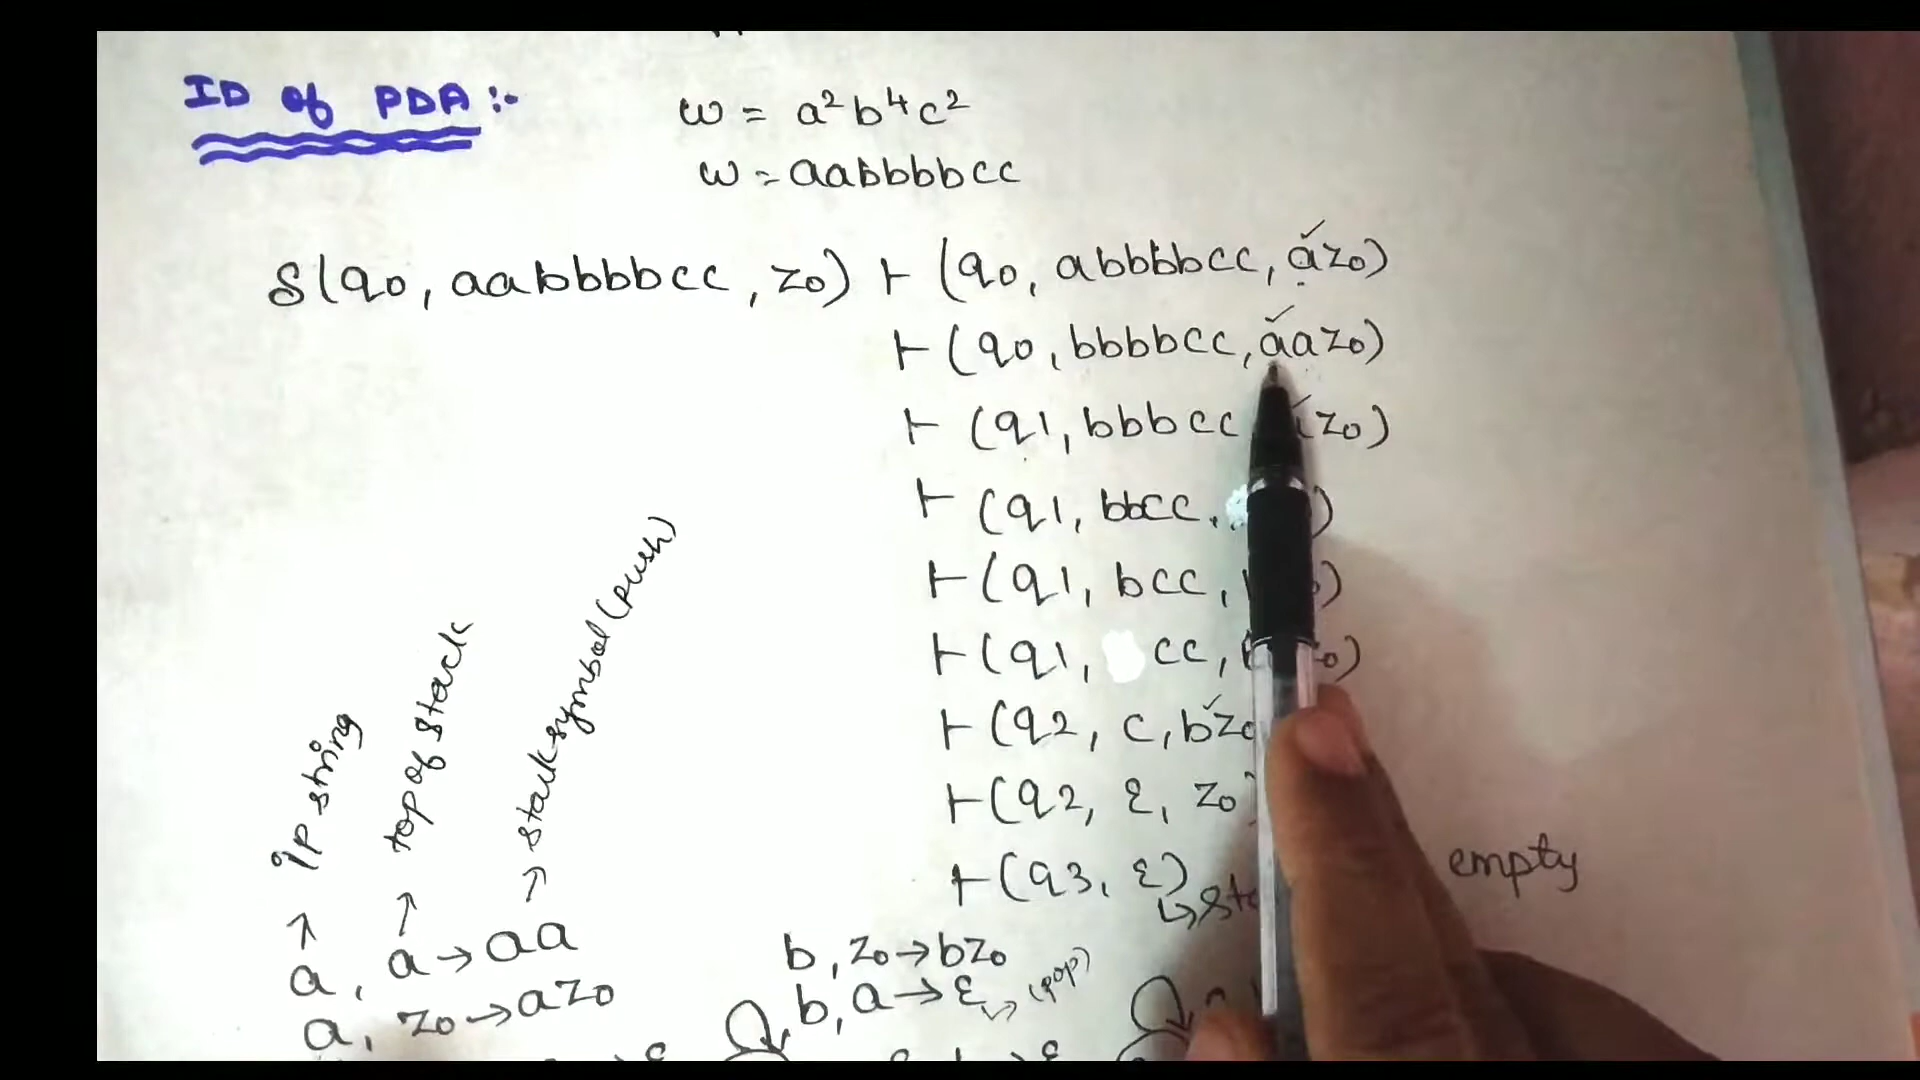 ID of PDA :-
w = a²b⁴c²
w = aabbbbcc
δ(q0, aabbbbcc, z0) ⊢ (q0, abbbbcc, az0)
⊢ (q0, bbbbcc, aaz0)
⊢ (q1, bbbcc z0)
⊢ (q1, bbcc, )
⊢ (q1, bcc, )
⊢ (q1, cc, )
⊢ (q2, c, bz0
⊢ (q2, ε, z0
⊢ (q3, ε)
empty
ip string
top of stack
stack symbol (push)
a, a → aa
a, z0 → az0
b, z0 → bz0
b, a → ε
(pop)